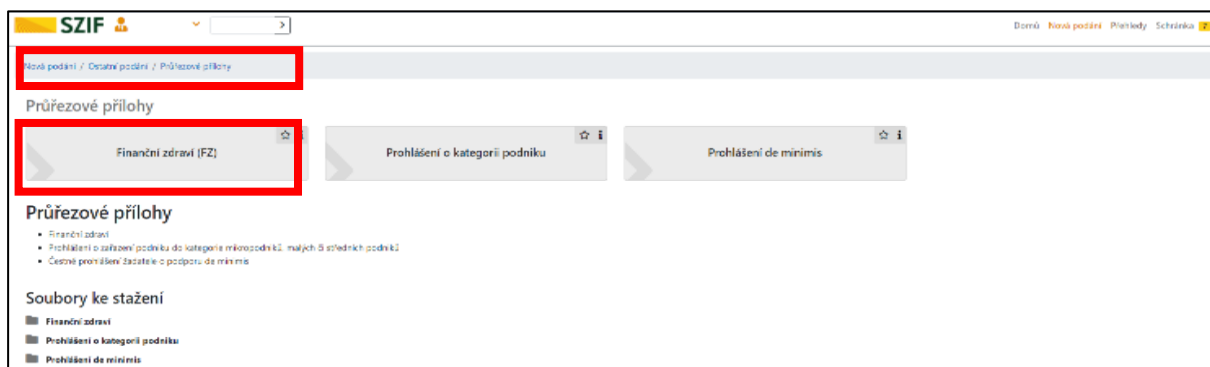 SZIF
Domů Nová podání Přehledy Schránka 2
Nová podání / Ostatní podání / Průřezové přílohy
Průřezové přílohy
Finanční zdraví (FZ)
Prohlášení o kategorii podniku
Prohlášení de minimis
Průřezové přílohy
Finanční zdraví
Prohlášení o zařazení podniku do kategorie mikropodniků, malých či středních podniků
Čestné prohlášení žadatele o podporu de minimis
Soubory ke stažení
Finanční zdraví
Prohlášení o kategorii podniku
Prohlášení de minimis